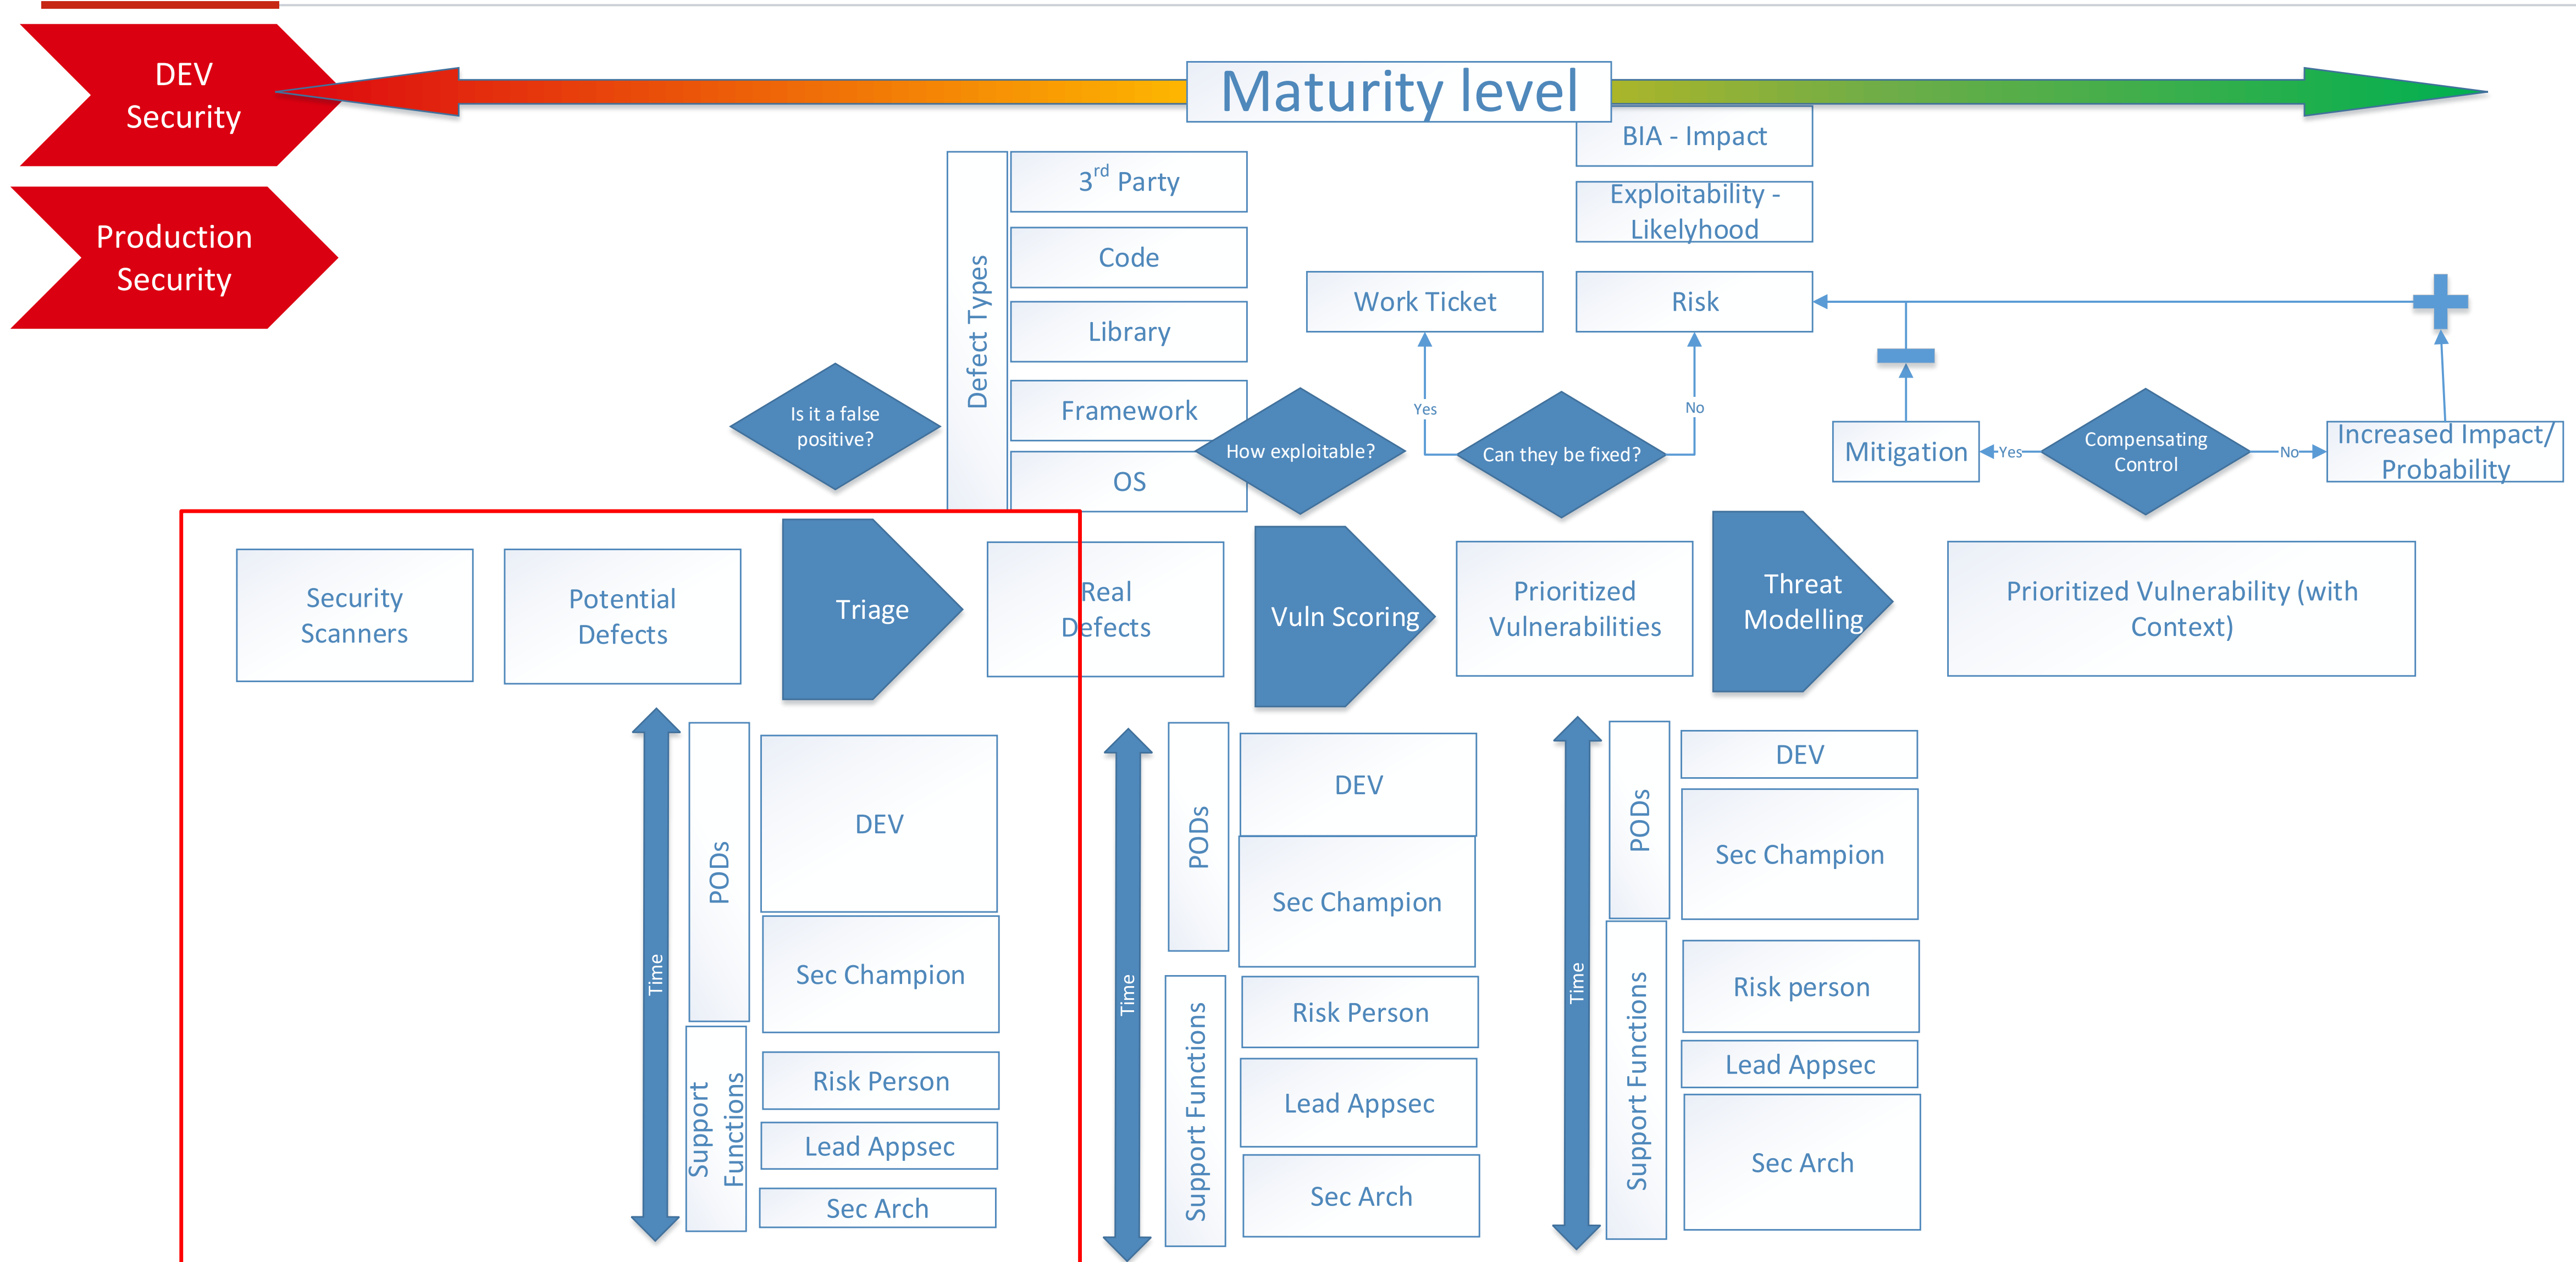 DEV
Security
Maturity level
BIA - Impact
3rd Party
Production
Security
Exploitability -
Likelyhood
Code
Defect Types
Work Ticket
Risk
Library
Is it a false
positive?
Framework
Yes
No
How exploitable?
Can they be fixed?
Mitigation
Yes
Compensating
Control
No
Increased Impact/
Probability
OS
Security
Scanners
Potential
Defects
Triage
Real
Defects
Vuln Scoring
Prioritized
Vulnerabilities
Threat
Modelling
Prioritized Vulnerability (with
Context)
Time
PODs
DEV
Sec Champion
Support
Functions
Risk Person
Lead Appsec
Sec Arch
Time
PODs
DEV
Sec Champion
Support Functions
Risk Person
Lead Appsec
Sec Arch
Time
PODs
DEV
Sec Champion
Support Functions
Risk person
Lead Appsec
Sec Arch